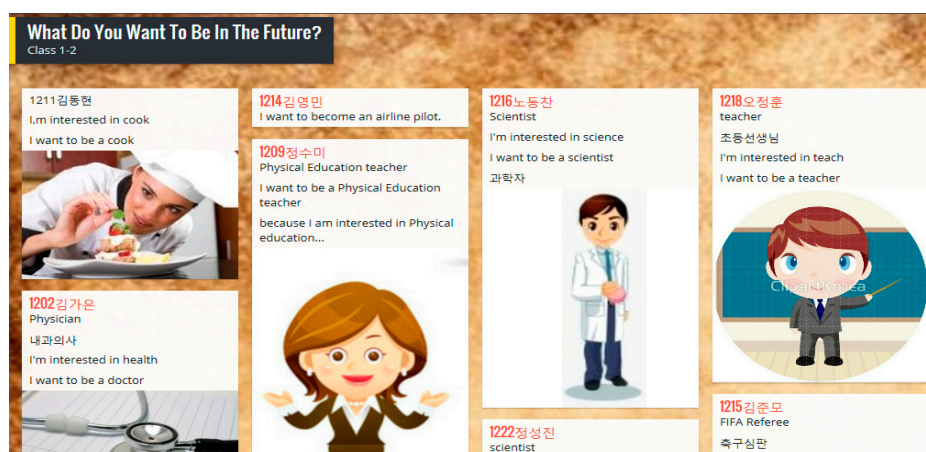 What Do You Want To Be In The Future?
Class 1-2
1211김동현
I,m interested in cook
I want to be a cook
1202김가은
Physician
내과의사
I'm interested in health
I want to be a doctor
1214김영민
I want to become an airline pilot.
1209정수미
Physical Education teacher
I want to be a Physical Education
teacher
because I am interested in Physical
education...
1216노동찬
Scientist
I'm interested in science
I want to be a scientist
과학자
1222정성진
scientist
1218오정훈
teacher
초등선생님
I'm interested in teach
I want to be a teacher
ClipartKorea
1215김준모
FIFA Referee
축구심판